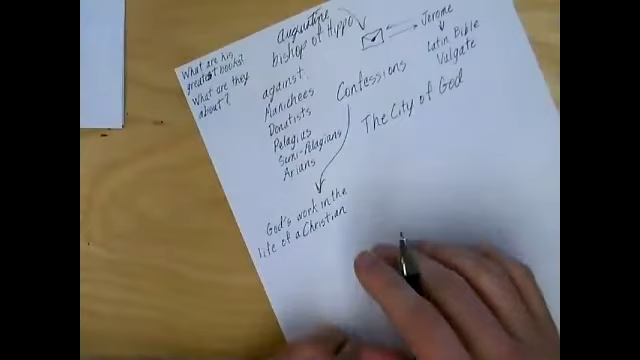 What are his
greatest books?
What are they
about?
Augustine
bishop of Hippo
against
Manichees
Donatists
Pelagius
Semi-Pelagians
Arians
Jerome
Latin Bible
Vulgate
Confessions
The City of God
God's work in the
life of a Christian